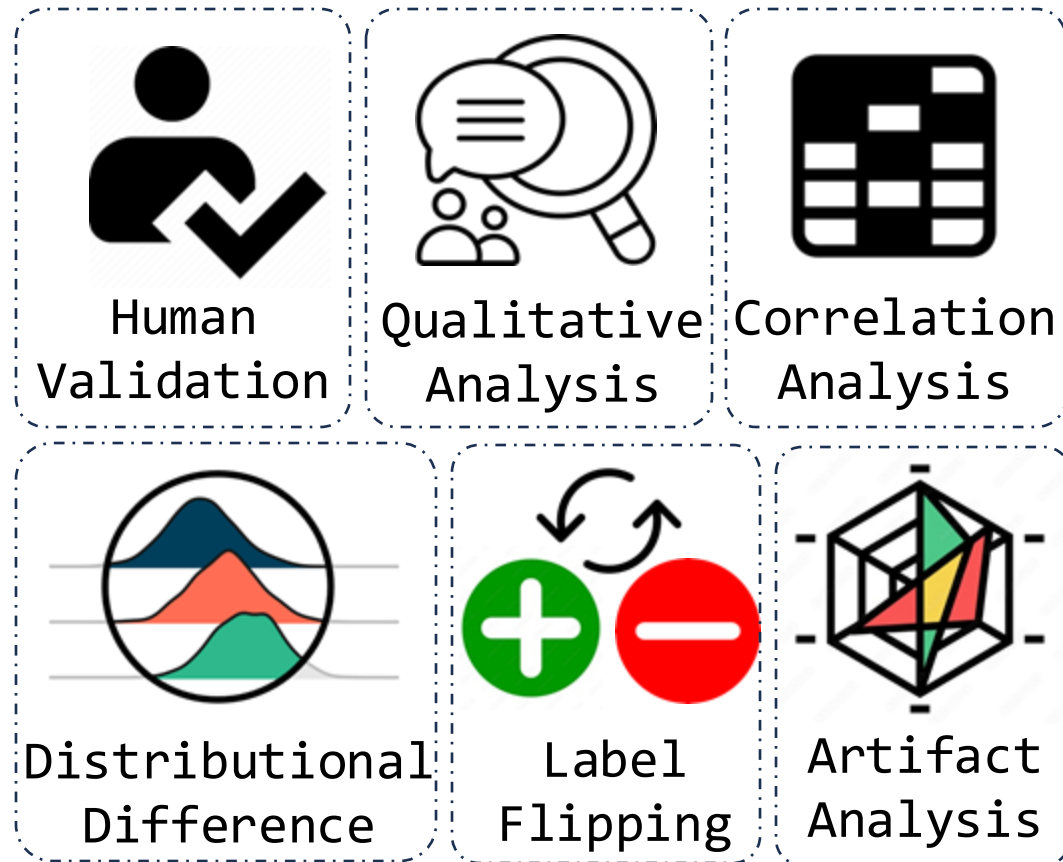 Human
Validation
Qualitative
Analysis
Correlation
Analysis
Distributional
Difference
Label
Flipping
Artifact
Analysis